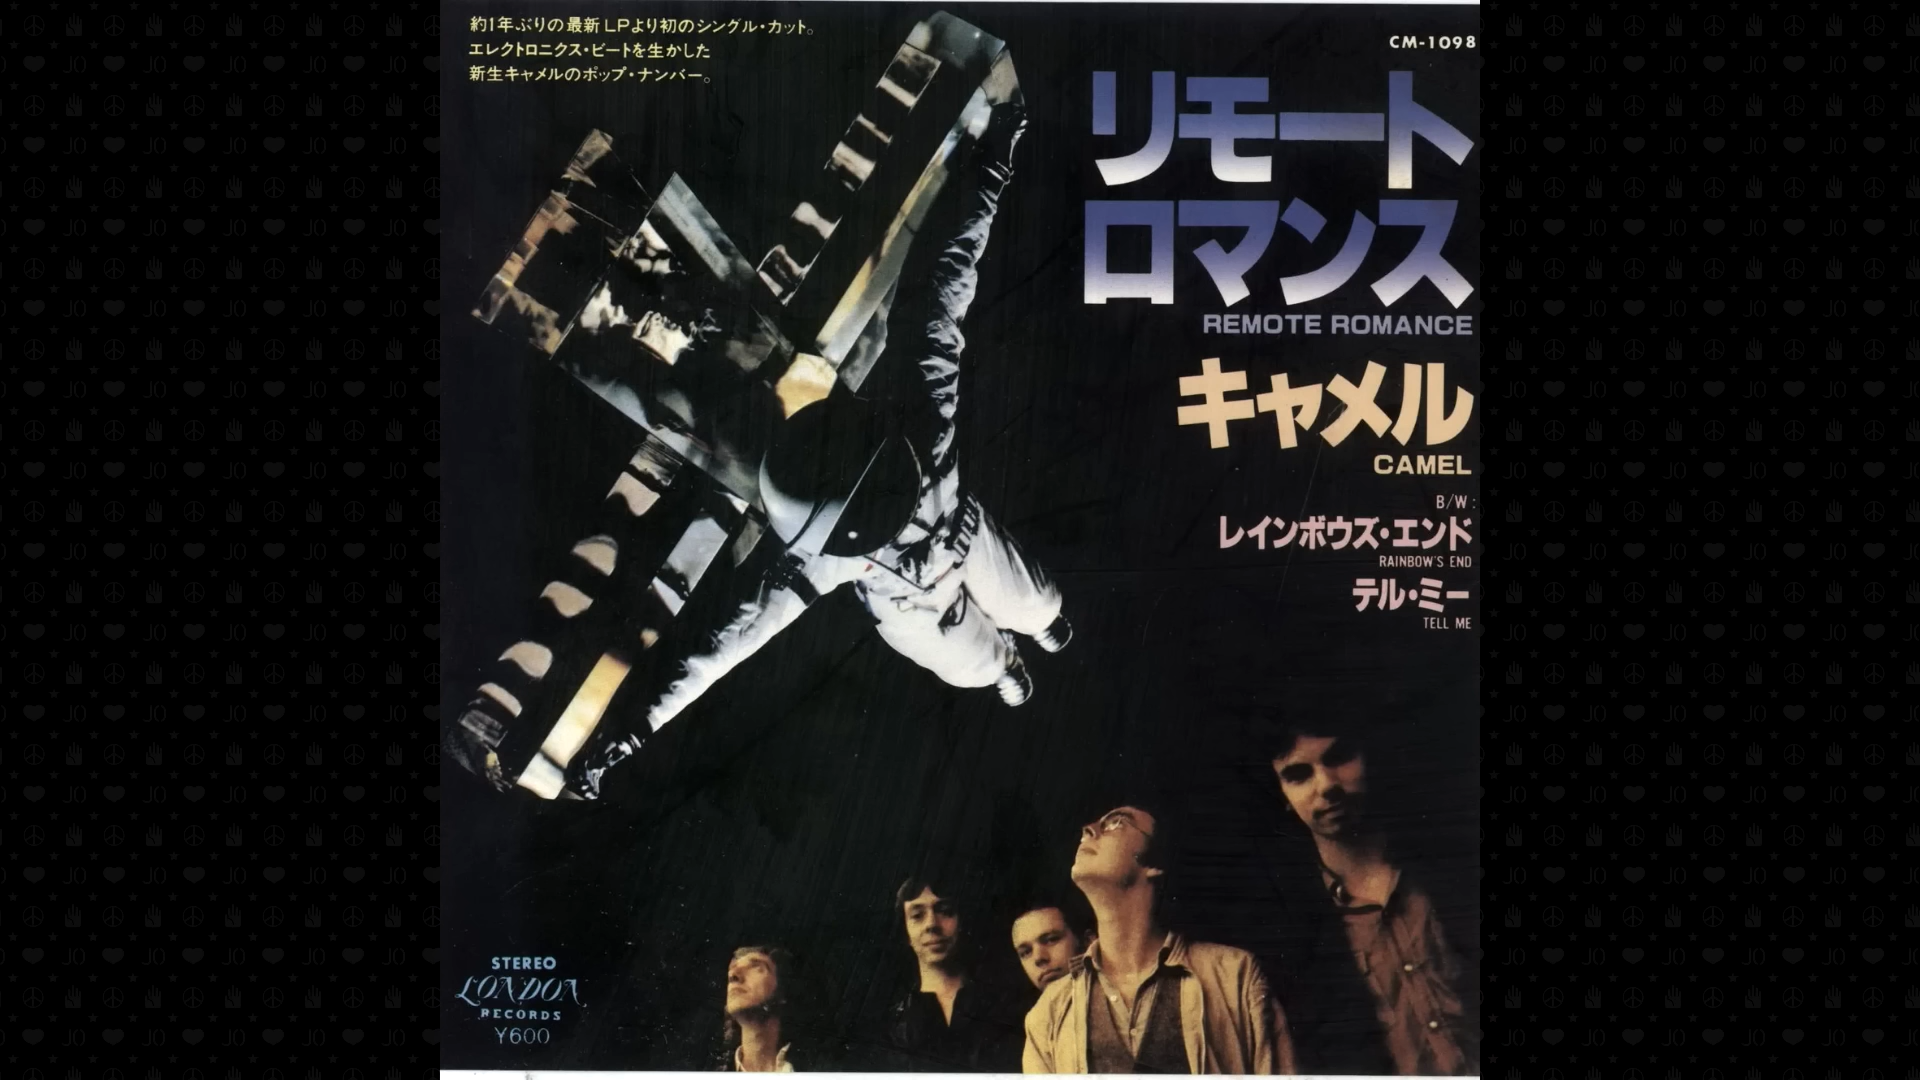 約1年ぶりの最新LPより初のシングル・カット。
エレクトロニクス・ビートを生かした
新生キャメルのポップ・ナンバー。
CM-1098
リモート
ロマンス
REMOTE ROMANCE
キャメル
CAMEL
B/W:
レインボウズ・エンド
RAINBOW'S END
テル・ミー
TELL ME
STEREO
LONDON
RECORDS
¥600